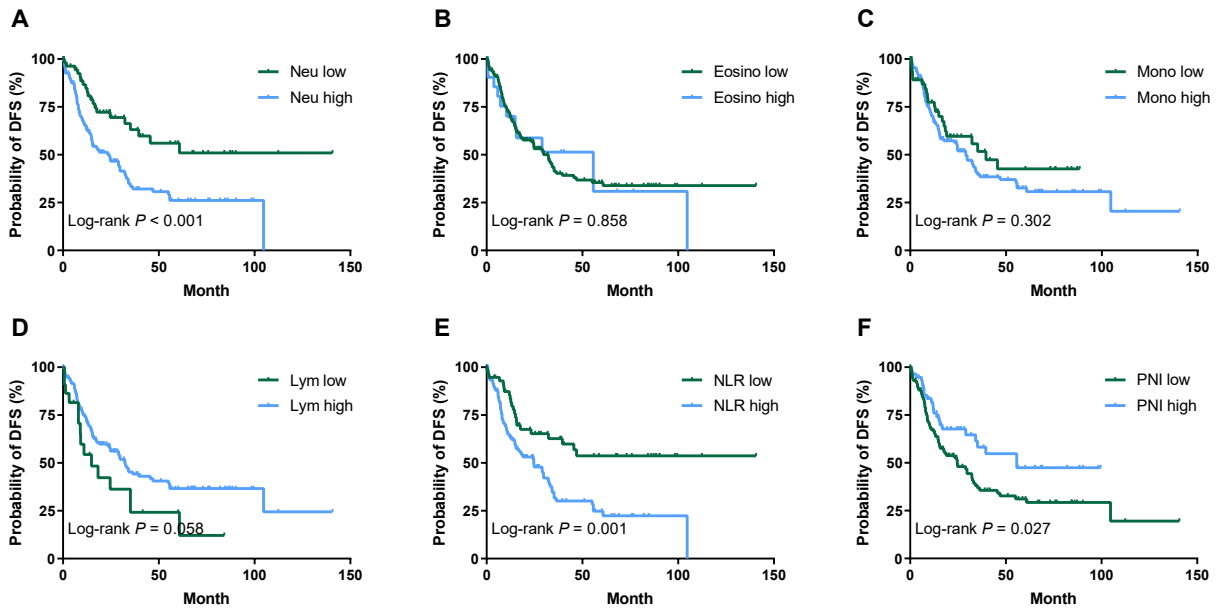 A
Probability of DFS (%)
100
75
50
25
0
0 50 100 150
Month
Neu low
Neu high
Log-rank P < 0.001
B
Probability of DFS (%)
100
75
50
25
0
0 50 100 150
Month
Eosino low
Eosino high
Log-rank P = 0.858
C
Probability of DFS (%)
100
75
50
25
0
0 50 100 150
Month
Mono low
Mono high
Log-rank P = 0.302
D
Probability of DFS (%)
100
75
50
25
0
0 50 100 150
Month
Lym low
Lym high
Log-rank P = 0.058
E
Probability of DFS (%)
100
75
50
25
0
0 50 100 150
Month
NLR low
NLR high
Log-rank P = 0.001
F
Probability of DFS (%)
100
75
50
25
0
0 50 100 150
Month
PNI low
PNI high
Log-rank P = 0.027